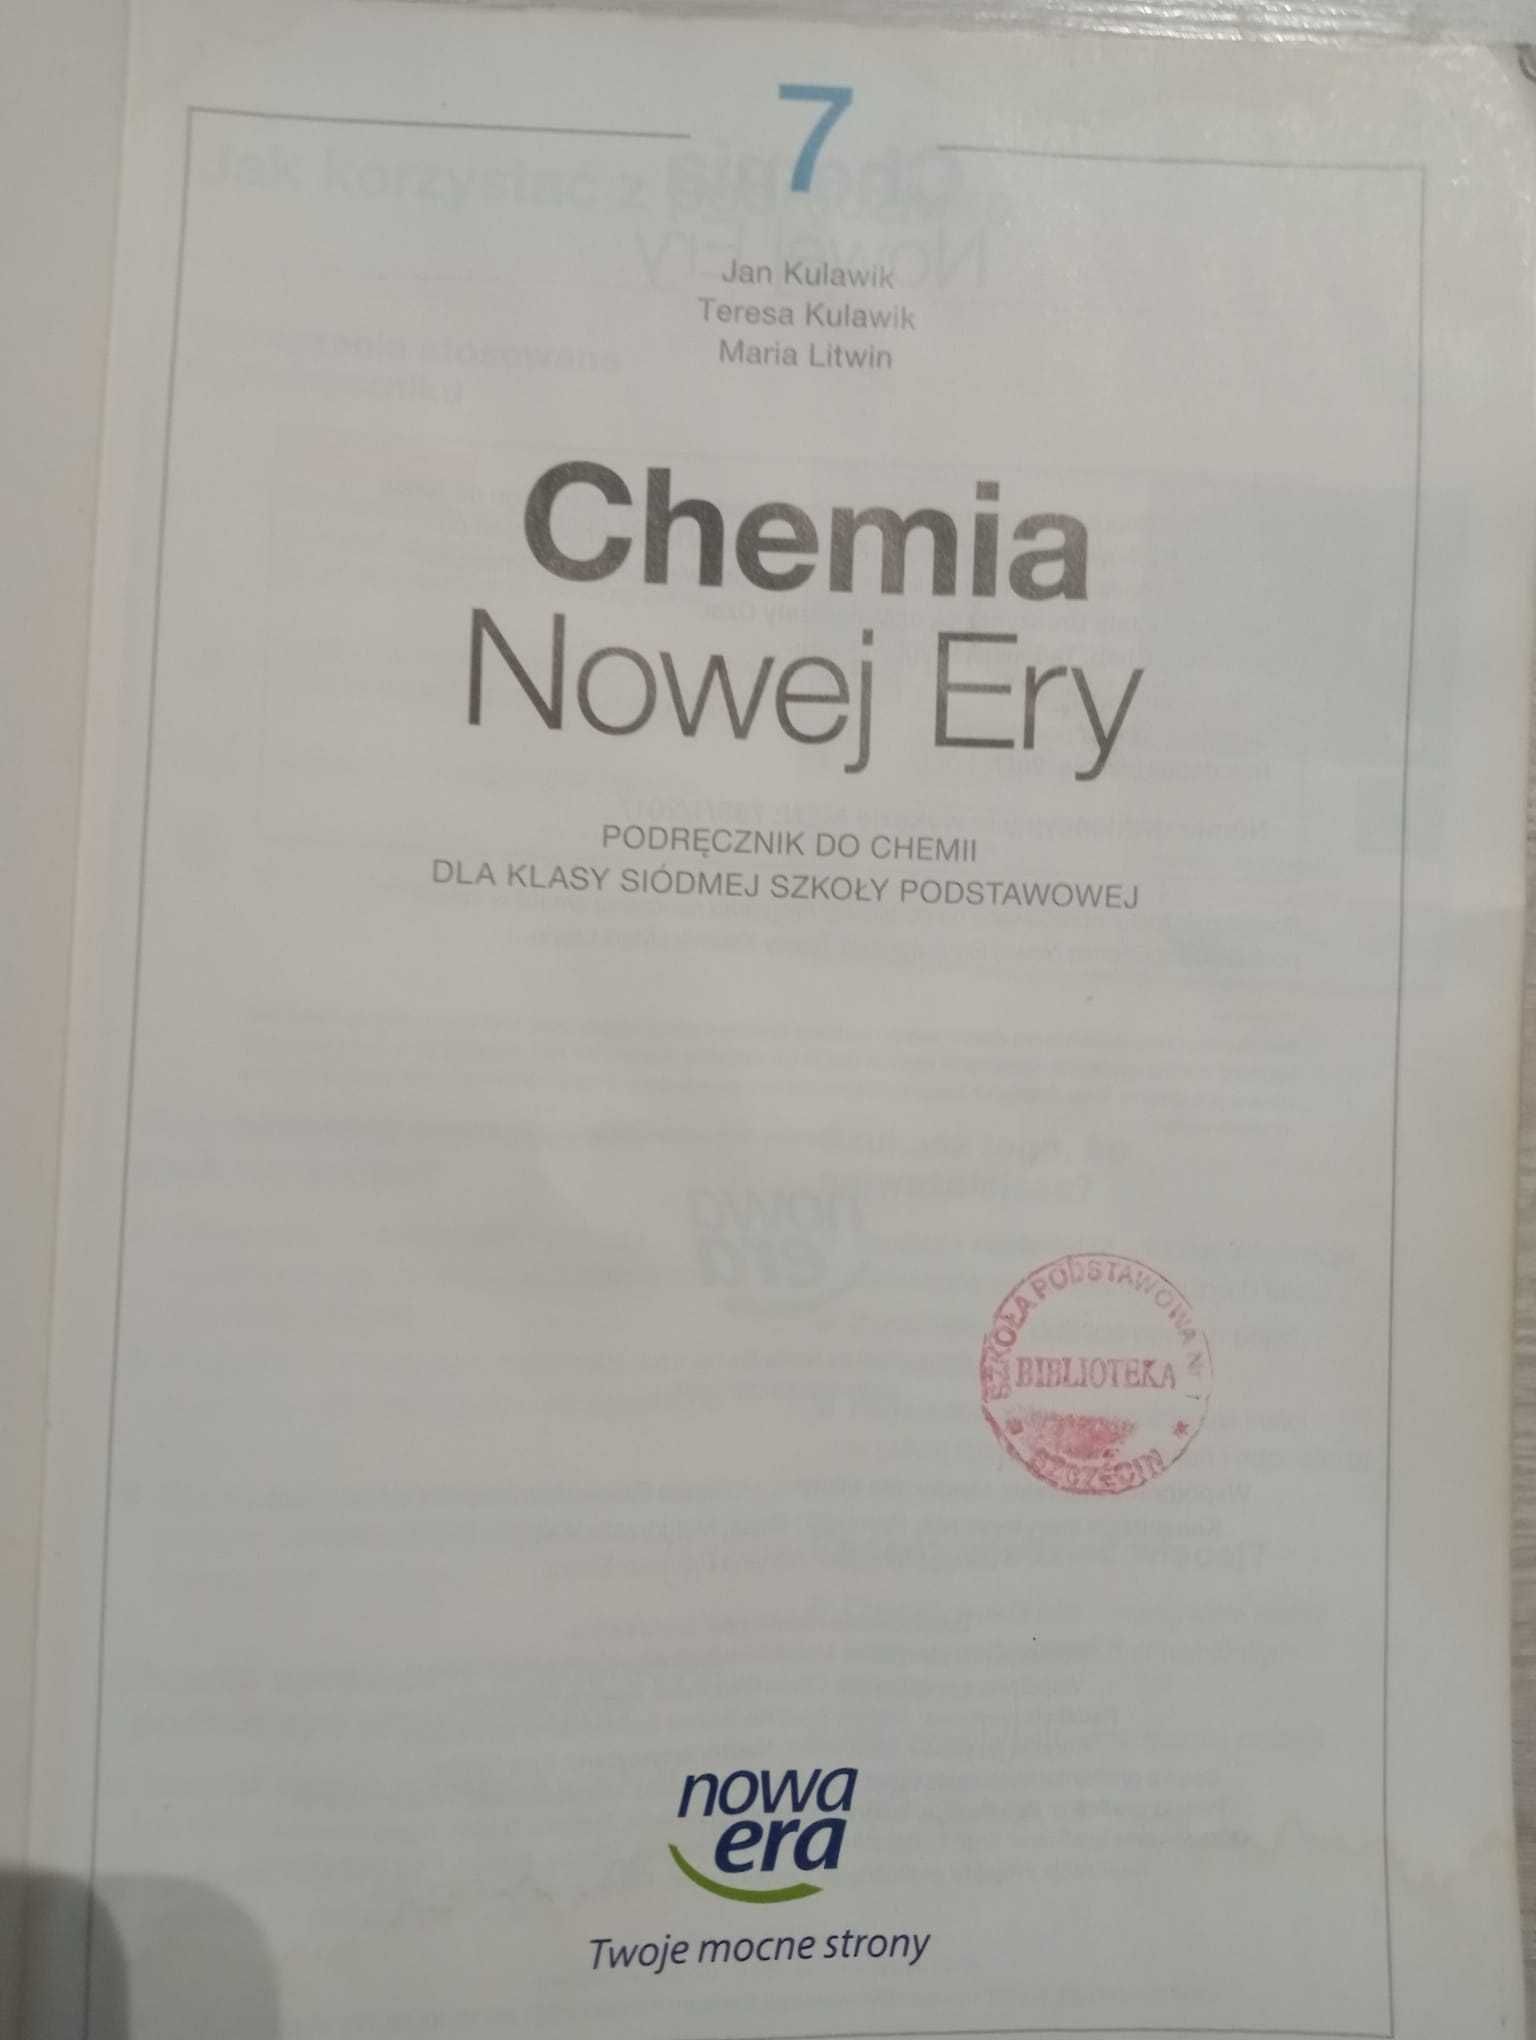 7
Jan Kulawik
Teresa Kulawik
Maria Litwin
Chemia
Nowej Ery
PODRĘCZNIK DO CHEMII
DLA KLASY SIÓDMEJ SZKOŁY PODSTAWOWEJ
SZKOŁA PODSTAWOWA Nr
BIBLIOTEKA
* SZCZECIN *
nowa
era
Twoje mocne strony